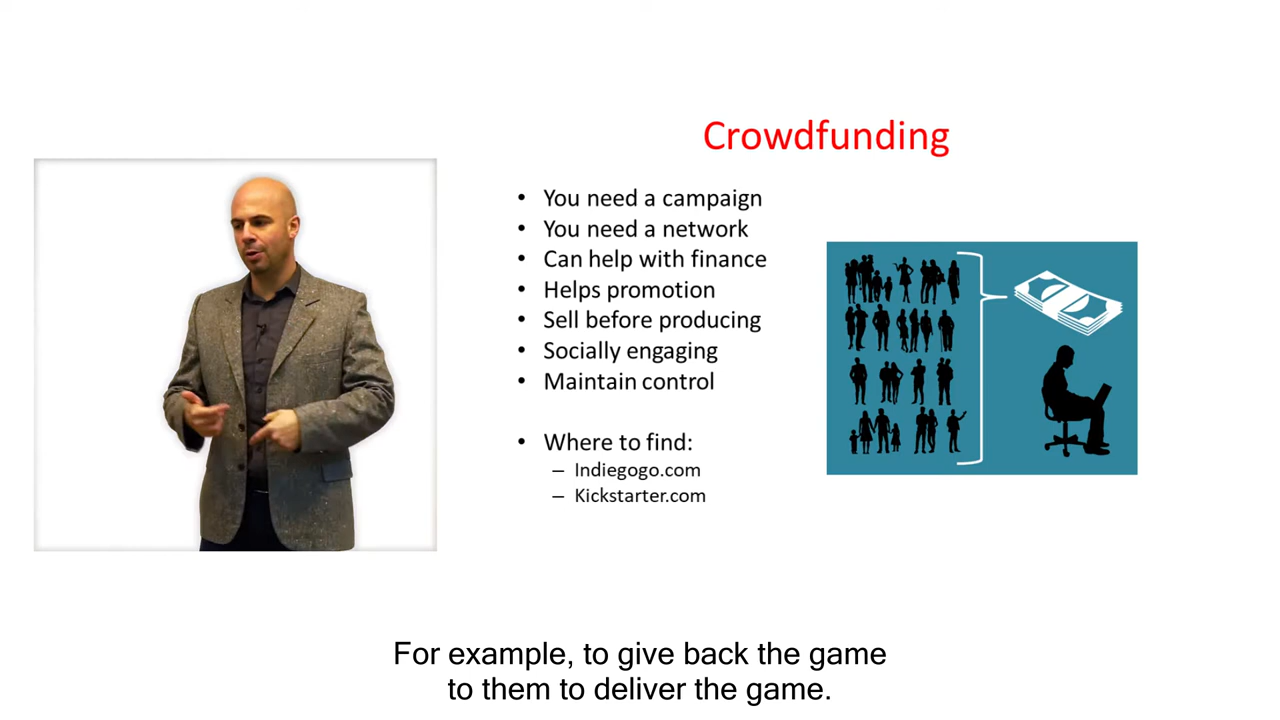 Crowdfunding
• You need a campaign
• You need a network
• Can help with finance
• Helps promotion
• Sell before producing
• Socially engaging
• Maintain control
• Where to find:
– Indiegogo.com
– Kickstarter.com
For example, to give back the game
to them to deliver the game.